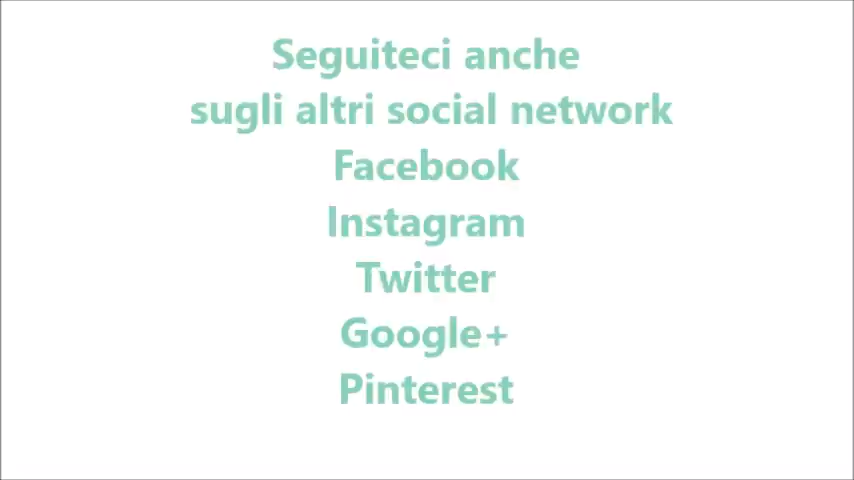 Seguiteci anche
sugli altri social network
Facebook
Instagram
Twitter
Google+
Pinterest